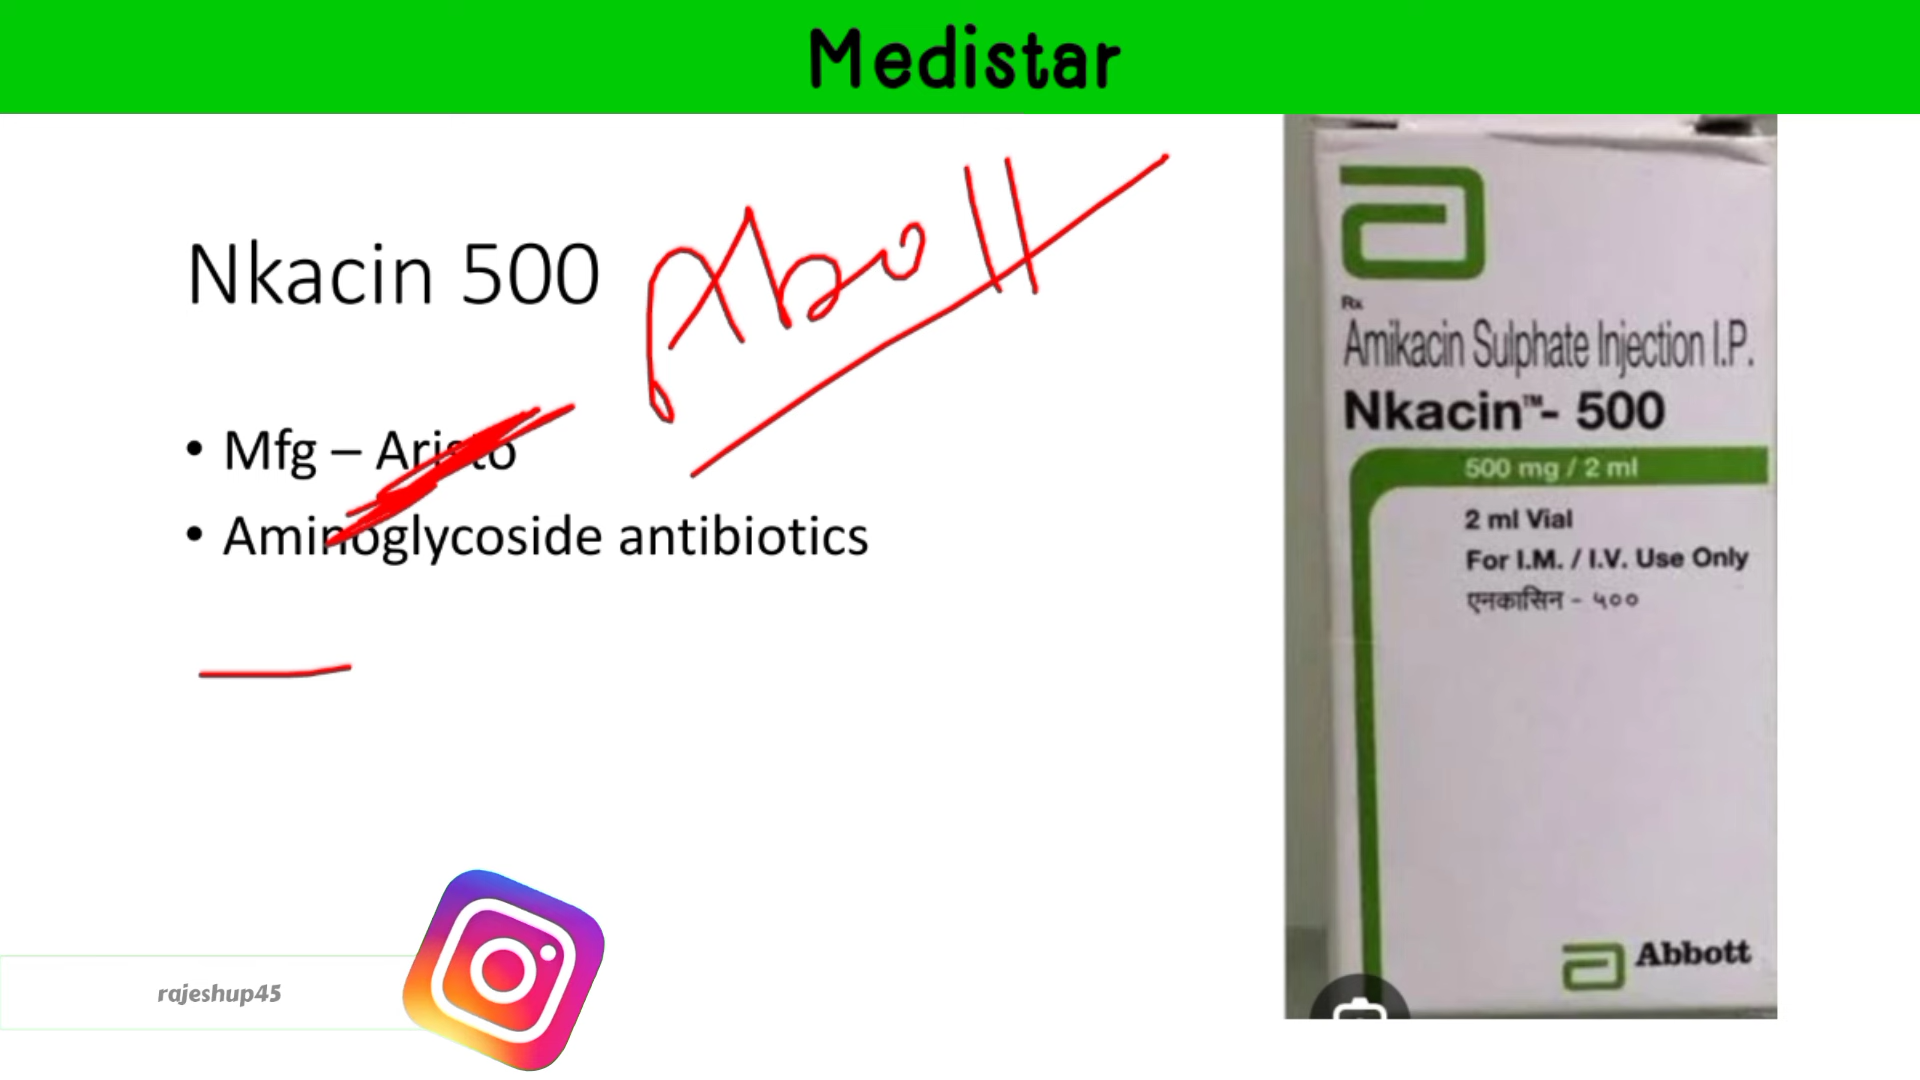 Medistar
Nkacin 500
Abott
• Mfg – Aristo
• Aminoglycoside antibiotics
rajeshup45
Rx
Amikacin Sulphate Injection I.P.
Nkacin™- 500
500 mg / 2 ml
2 ml Vial
For I.M. / I.V. Use Only
एनकासिन - ५००
Abbott